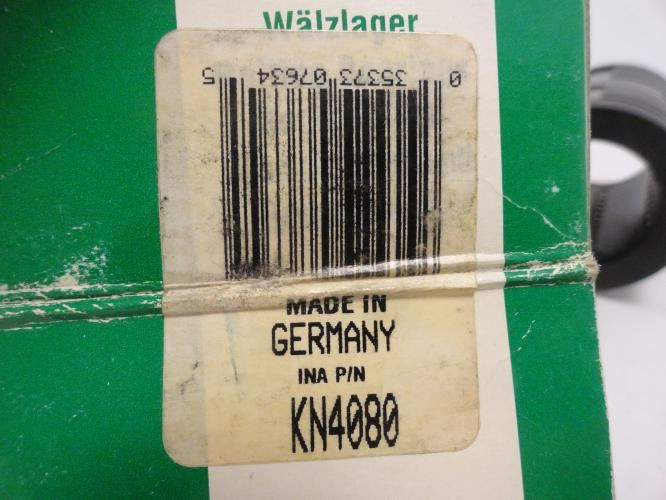 Wälzlager
0 35373 07634 5
MADE IN
GERMANY
INA P/N
KN4080